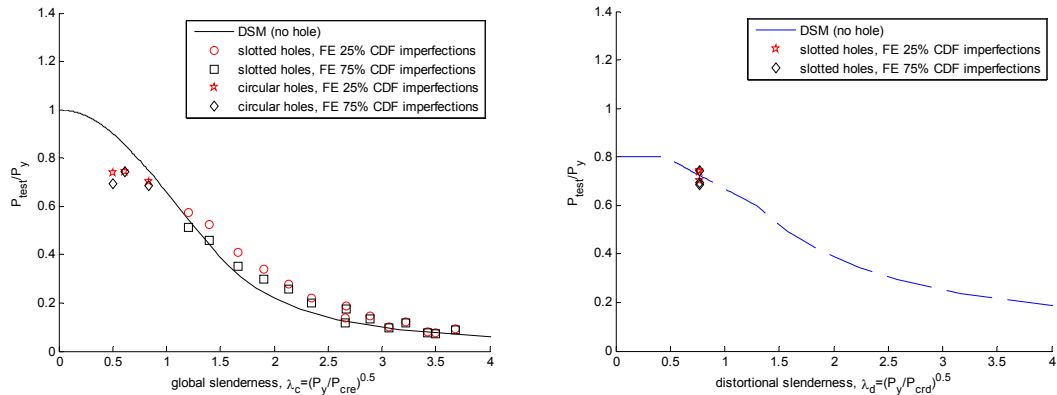 1.4
1.2
1
0.8
0.6
0.4
0.2
0
P_test/P_y
DSM (no hole)
slotted holes, FE 25% CDF imperfections
slotted holes, FE 75% CDF imperfections
circular holes, FE 25% CDF imperfections
circular holes, FE 75% CDF imperfections
0 0.5 1 1.5 2 2.5 3 3.5 4
global slenderness, λ_c=(P_y/P_cre)^0.5
1.4
1.2
1
0.8
0.6
0.4
0.2
0
P_test/P_y
DSM (no hole)
slotted holes, FE 25% CDF imperfections
slotted holes, FE 75% CDF imperfections
0 0.5 1 1.5 2 2.5 3 3.5 4
distortional slenderness, λ_d=(P_y/P_crd)^0.5